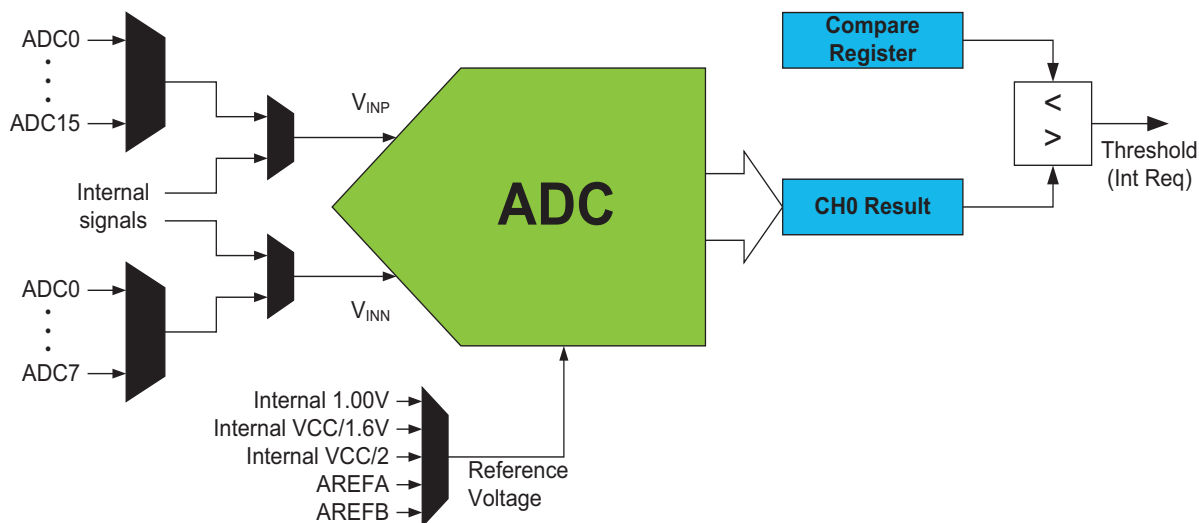 ADC0
ADC15
Internal
signals
ADC0
ADC7
VINP
VINN
ADC
Compare
Register
CH0 Result
<
>
Threshold
(Int Req)
Internal 1.00V
Internal VCC/1.6V
Internal VCC/2
AREFA
AREFB
Reference
Voltage